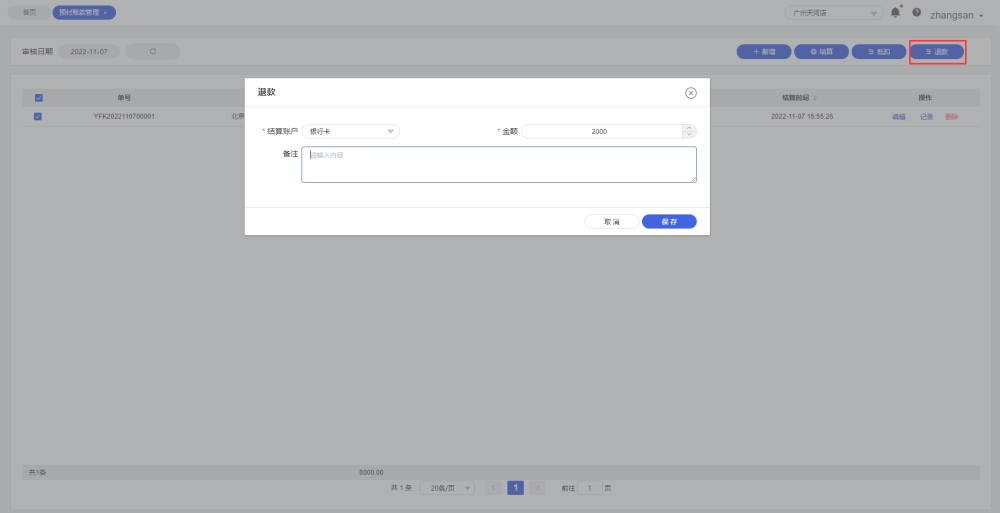 首页 预付账款管理 ×
广州天河店 zhangsan
审核日期 2022-11-07
+ 新增 结算 抵扣 退款
单号 结算时间 操作
YFK2022110700001 北京 2022-11-07 15:55:26 编辑 记录 删除
退款
* 结算账户 银行卡 * 金额 2000
备注 请输入内容
取消 保存
共1条 8000.00
共 1 条 20条/页 < 1 > 前往 1 页